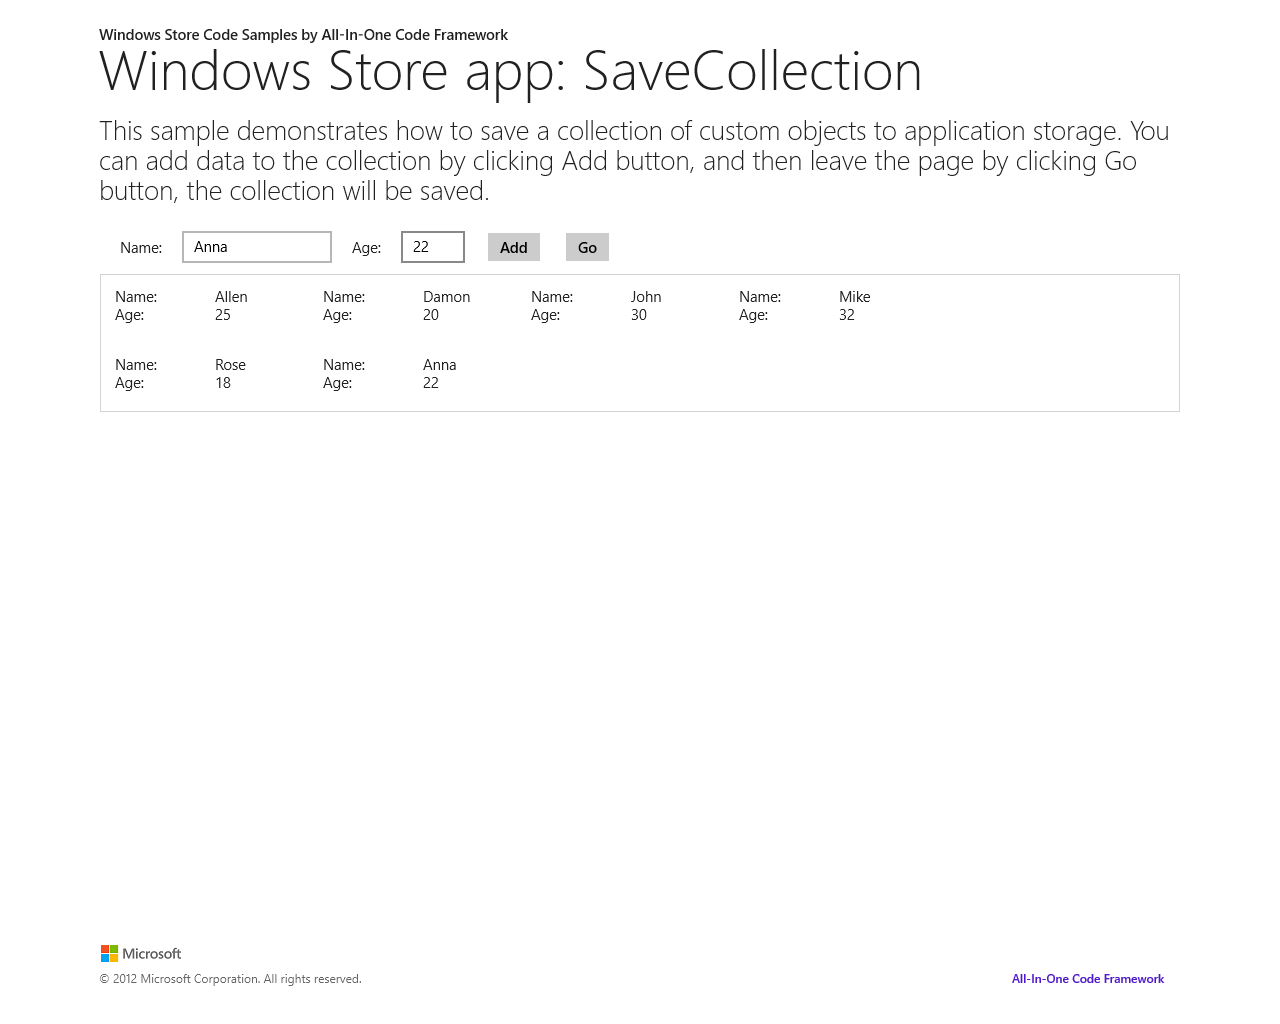 Windows Store Code Samples by All-In-One Code Framework
Windows Store app: SaveCollection
This sample demonstrates how to save a collection of custom objects to application storage. You
can add data to the collection by clicking Add button, and then leave the page by clicking Go
button, the collection will be saved.
Name: Anna Age: 22 Add Go
Name: Allen Name: Damon Name: John Name: Mike
Age: 25 Age: 20 Age: 30 Age: 32
Name: Rose Name: Anna
Age: 18 Age: 22
Microsoft
© 2012 Microsoft Corporation. All rights reserved. All-In-One Code Framework